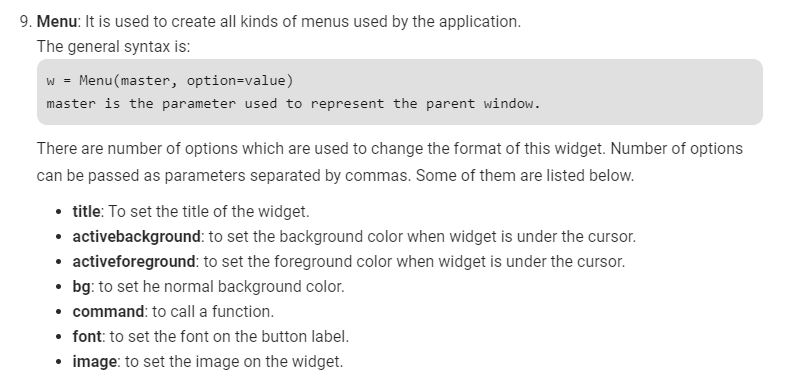 9. Menu: It is used to create all kinds of menus used by the application.
The general syntax is:
w = Menu(master, option=value)
master is the parameter used to represent the parent window.
There are number of options which are used to change the format of this widget. Number of options
can be passed as parameters separated by commas. Some of them are listed below.
• title: To set the title of the widget.
• activebackground: to set the background color when widget is under the cursor.
• activeforeground: to set the foreground color when widget is under the cursor.
• bg: to set he normal background color.
• command: to call a function.
• font: to set the font on the button label.
• image: to set the image on the widget.